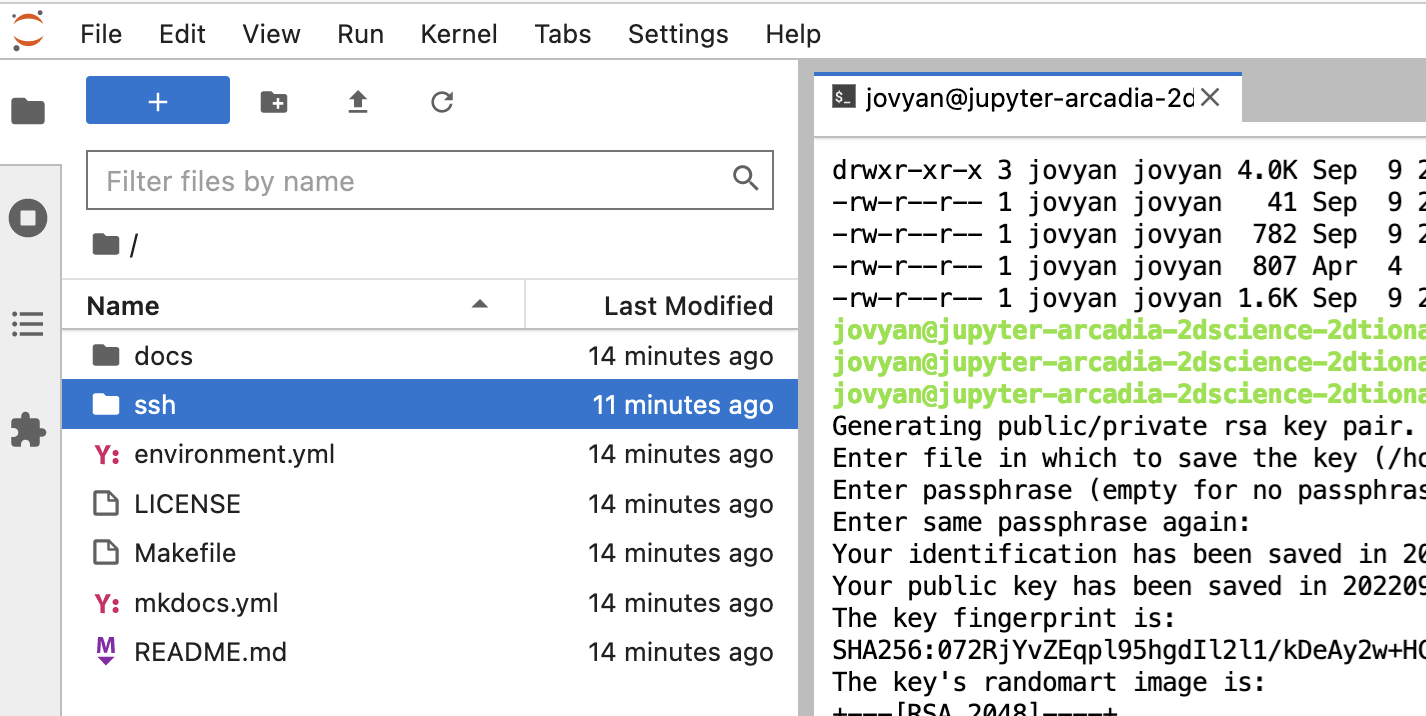 File Edit View Run Kernel Tabs Settings Help
+
Filter files by name
/
Name Last Modified
docs 14 minutes ago
ssh 11 minutes ago
Y: environment.yml 14 minutes ago
LICENSE 14 minutes ago
Makefile 14 minutes ago
Y: mkdocs.yml 14 minutes ago
M README.md 14 minutes ago
$_ jovyan@jupyter-arcadia-2d
drwxr-xr-x 3 jovyan jovyan 4.0K Sep  9 2
-rw-r--r-- 1 jovyan jovyan   41 Sep  9 2
-rw-r--r-- 1 jovyan jovyan  782 Sep  9 2
-rw-r--r-- 1 jovyan jovyan  807 Apr  4
-rw-r--r-- 1 jovyan jovyan 1.6K Sep  9 2
jovyan@jupyter-arcadia-2dscience-2dtiona
jovyan@jupyter-arcadia-2dscience-2dtiona
jovyan@jupyter-arcadia-2dscience-2dtiona
Generating public/private rsa key pair.
Enter file in which to save the key (/ho
Enter passphrase (empty for no passphras
Enter same passphrase again:
Your identification has been saved in 20
Your public key has been saved in 202209
The key fingerprint is:
SHA256:072RjYvZEqpl95hgdIl2l1/kDeAy2w+HO
The key's randomart image is:
+---[RSA 2048]----+